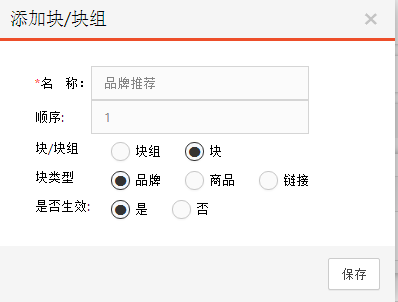 添加块/块组 ×
*名 称: 品牌推荐
顺序: 1
块/块组 块组 块
块类型 品牌 商品 链接
是否生效: 是 否
保存